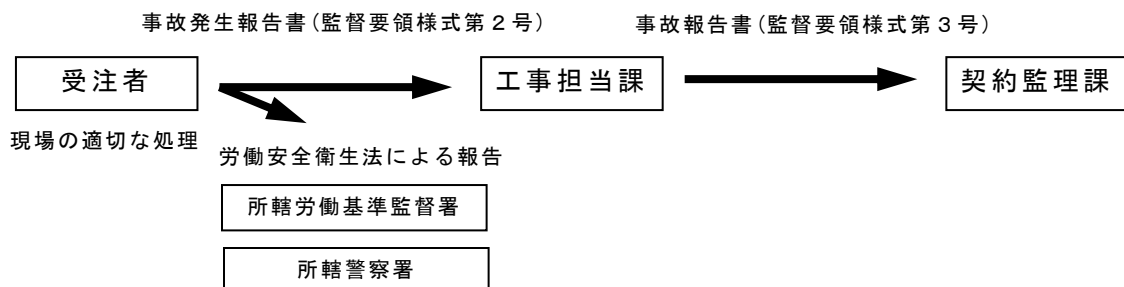 事故発生報告書(監督要領様式第２号)
事故報告書(監督要領様式第３号)
受注者
工事担当課
契約監理課
現場の適切な処理
労働安全衛生法による報告
所轄労働基準監督署
所轄警察署